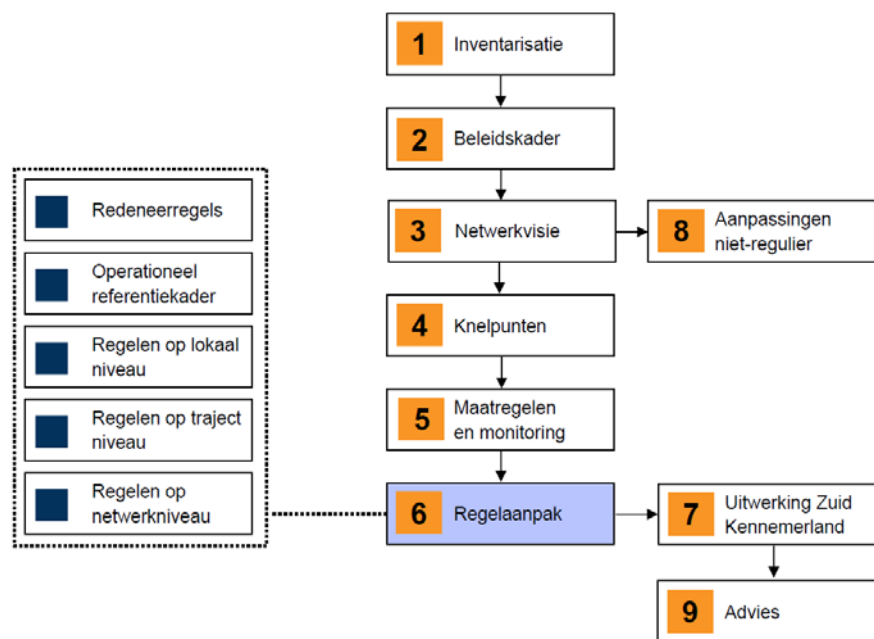 1 Inventarisatie
2 Beleidskader
3 Netwerkvisie
8 Aanpassingen
niet-regulier
4 Knelpunten
5 Maatregelen
en monitoring
6 Regelaanpak
7 Uitwerking Zuid
Kennemerland
9 Advies
Redeneerregels
Operationeel
referentiekader
Regelen op lokaal
niveau
Regelen op traject
niveau
Regelen op
netwerkniveau